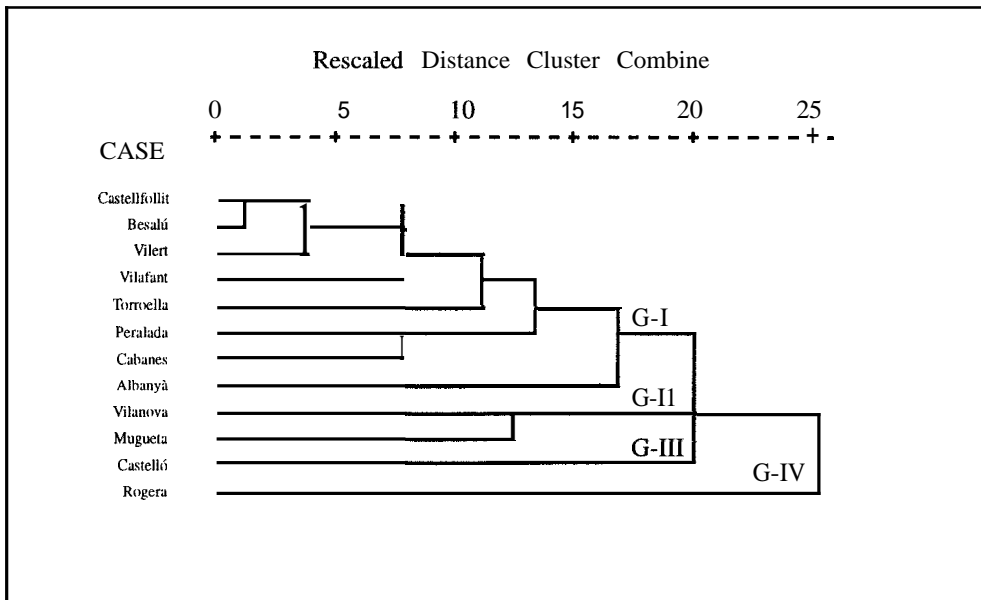 Rescaled Distance Cluster Combine
0 5 10 15 20 25
CASE
Castellfollit
Besalú
Vilert
Vilafant
Torroella
Peralada
G-I
Cabanes
Albanyà
G-I1
Vilanova
Mugueta
G-III
Castelló
G-IV
Rogera